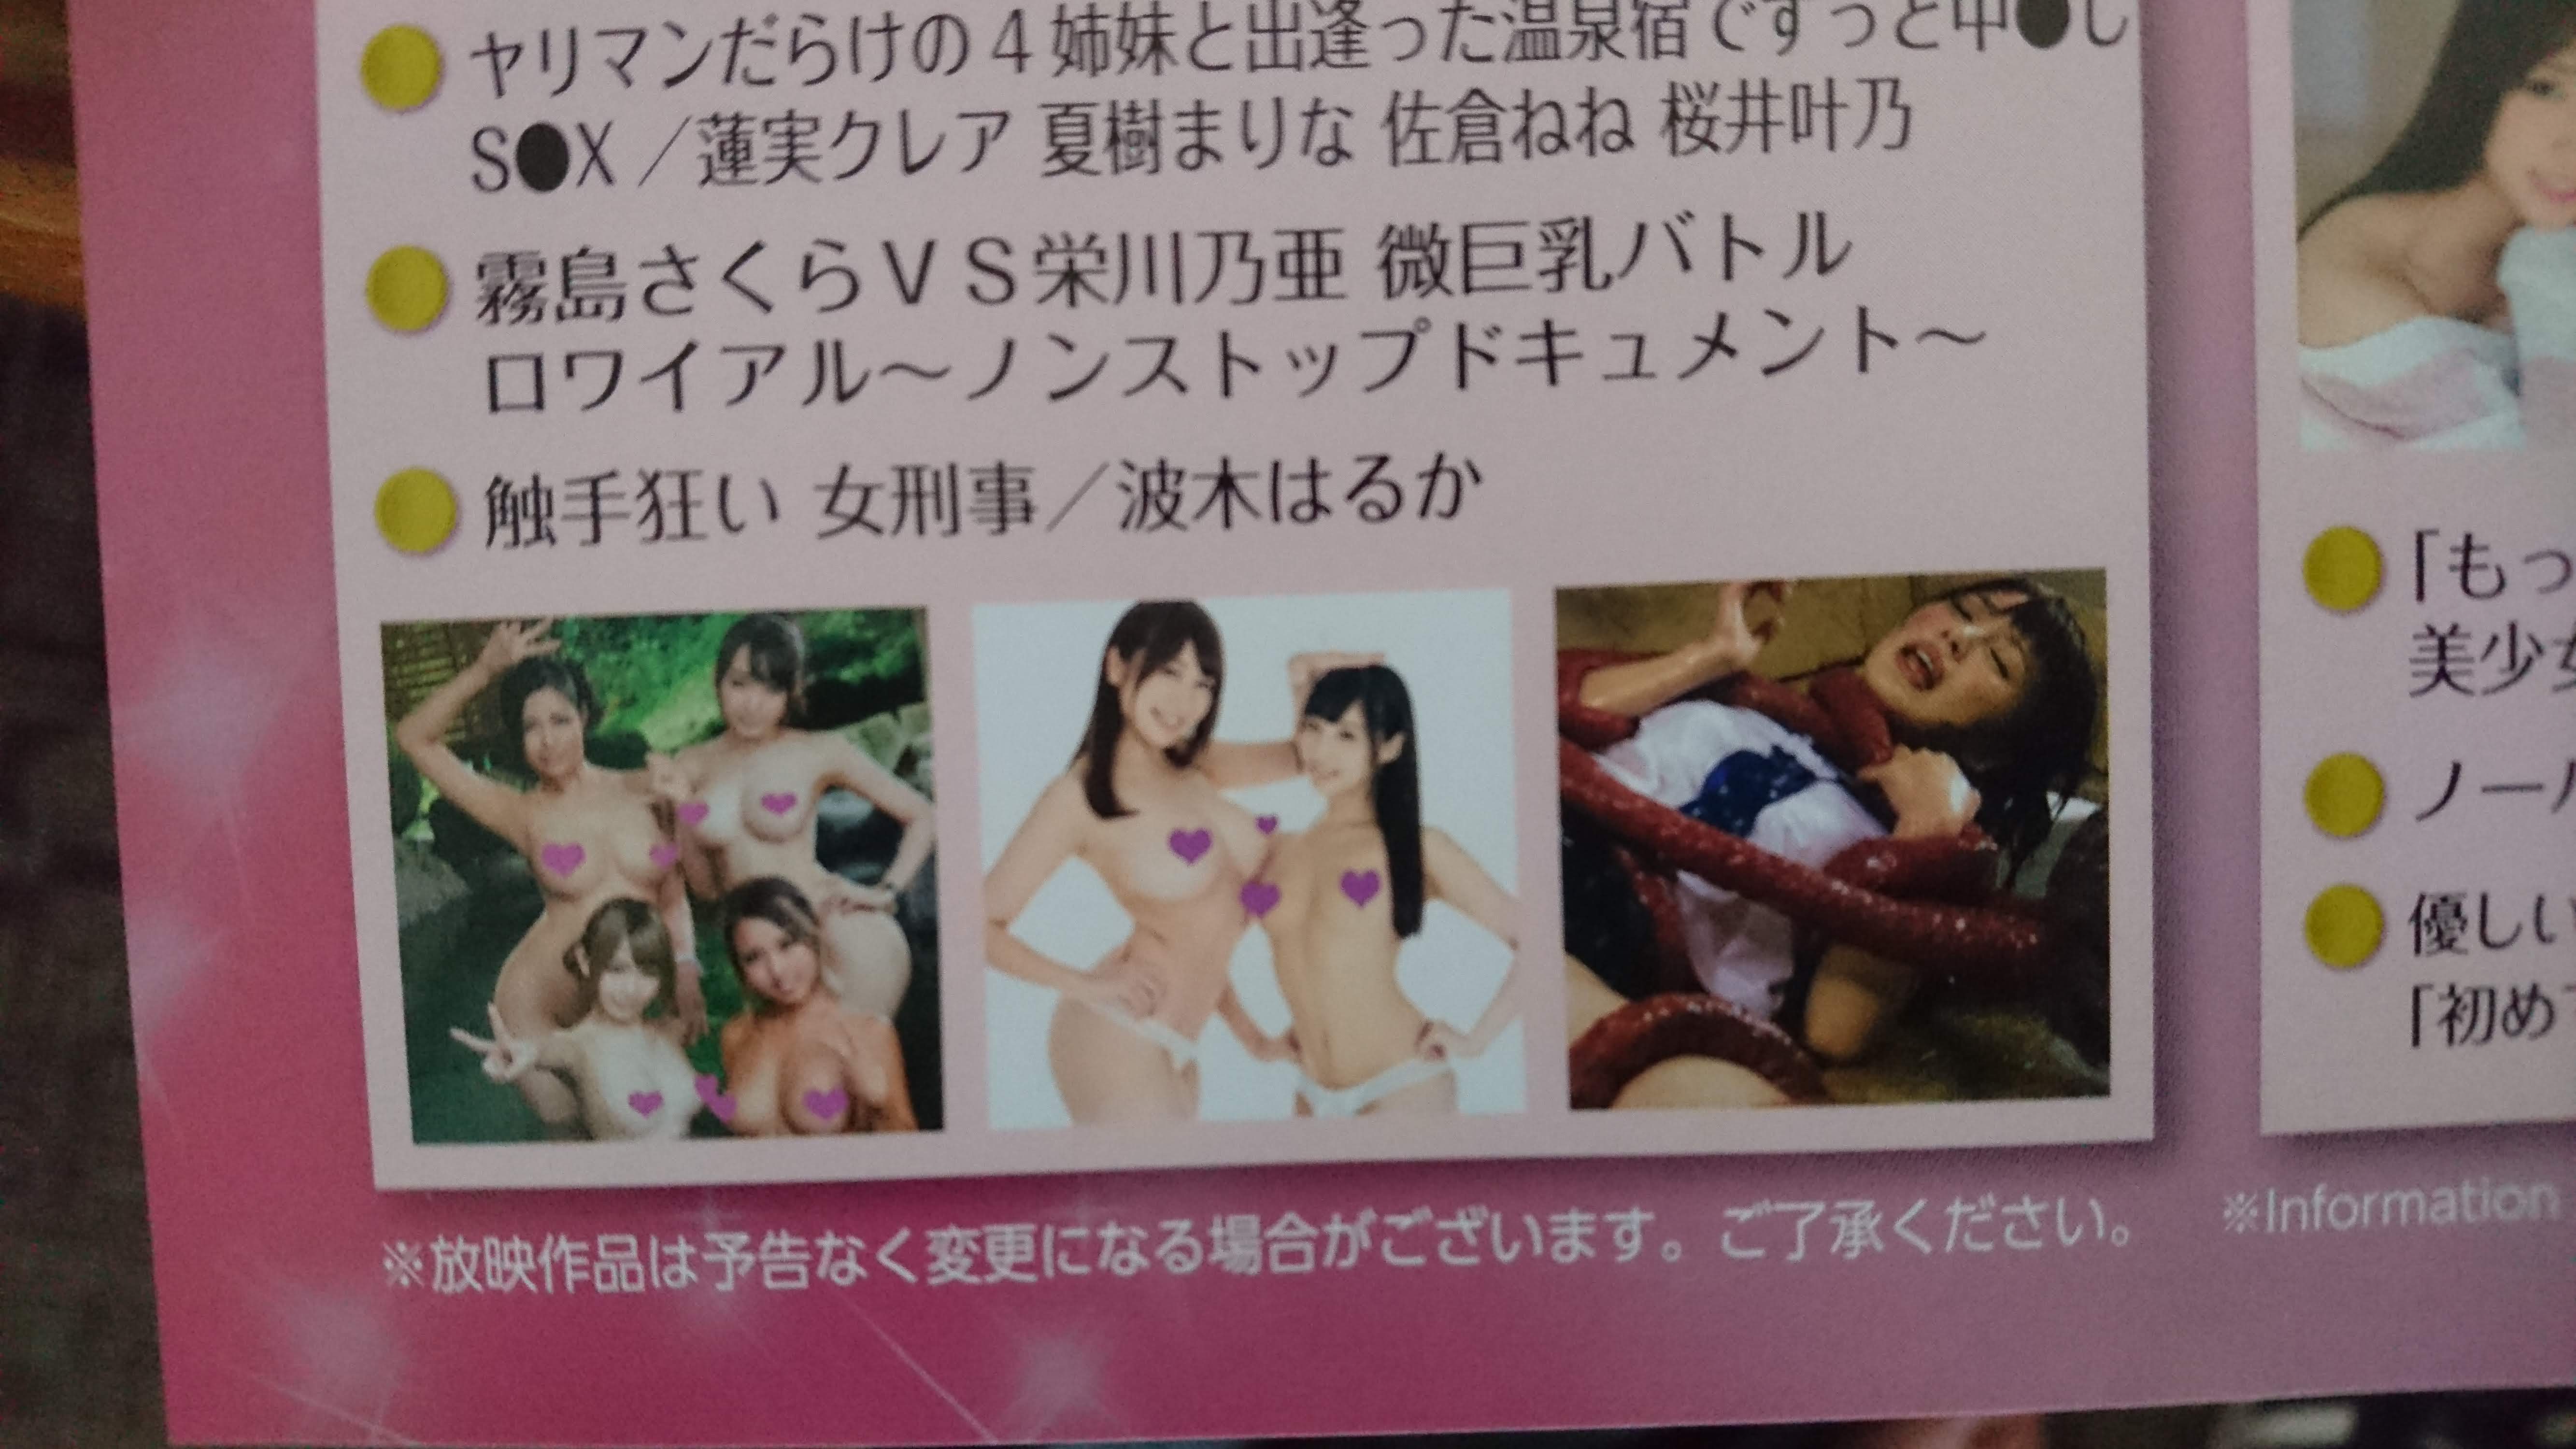 ヤリマンだらけの４姉妹と出逢った温泉宿でずっと中●し
S●X／蓮実クレア 夏樹まりな 佐倉ねね 桜井叶乃
霧島さくらＶＳ栄川乃亜 微巨乳バトル
ロワイアル～ノンストップドキュメント～
触手狂い 女刑事／波木はるか
※放映作品は予告なく変更になる場合がございます。ご了承ください。
「もっ
美少女
ノー
優しい
「初め
※Information